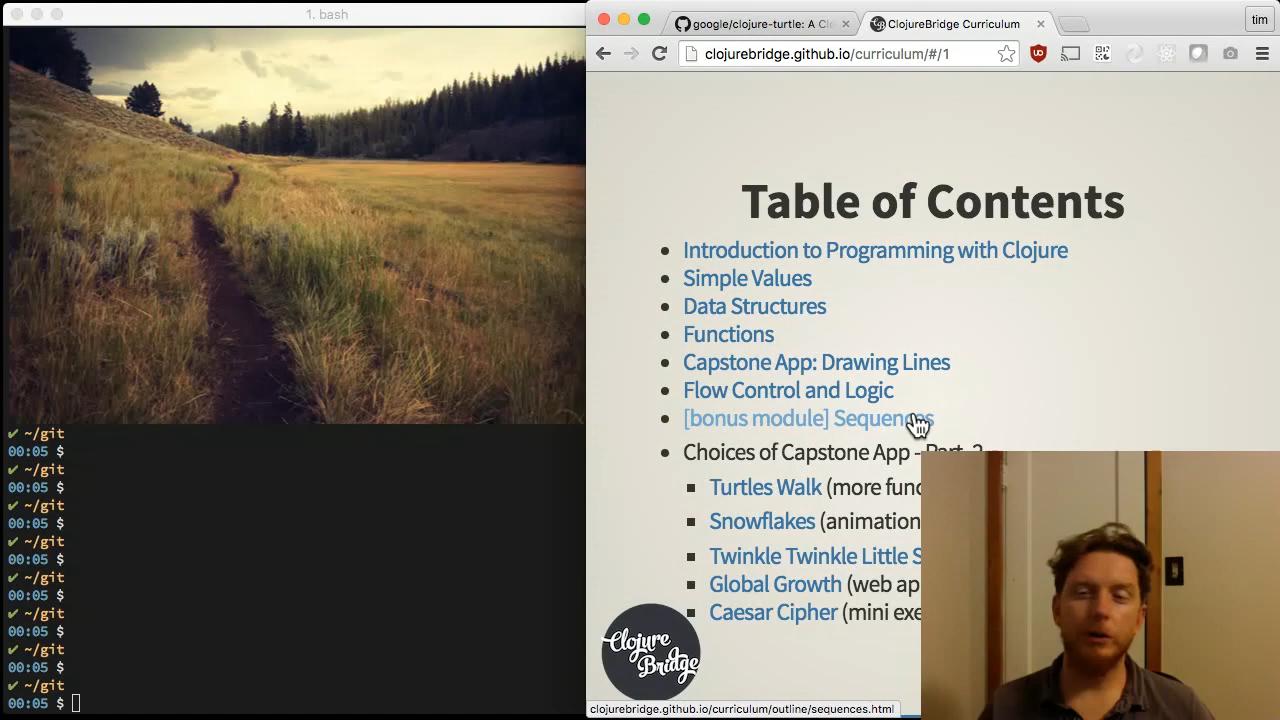 1. bash
✔ ~/git
00:05 $
✔ ~/git
00:05 $
✔ ~/git
00:05 $
✔ ~/git
00:05 $
✔ ~/git
00:05 $
✔ ~/git
00:05 $
✔ ~/git
00:05 $
✔ ~/git
00:05 $
google/clojure-turtle: A Clo
ClojureBridge Curriculum
tim
clojurebridge.github.io/curriculum/#/1
Table of Contents
Introduction to Programming with Clojure
Simple Values
Data Structures
Functions
Capstone App: Drawing Lines
Flow Control and Logic
[bonus module] Sequences
Choices of Capstone App - Part 2
Turtles Walk (more func
Snowflakes (animation
Twinkle Twinkle Little S
Global Growth (web ap
Caesar Cipher (mini exe
Clojure
Bridge
clojurebridge.github.io/curriculum/outline/sequences.html